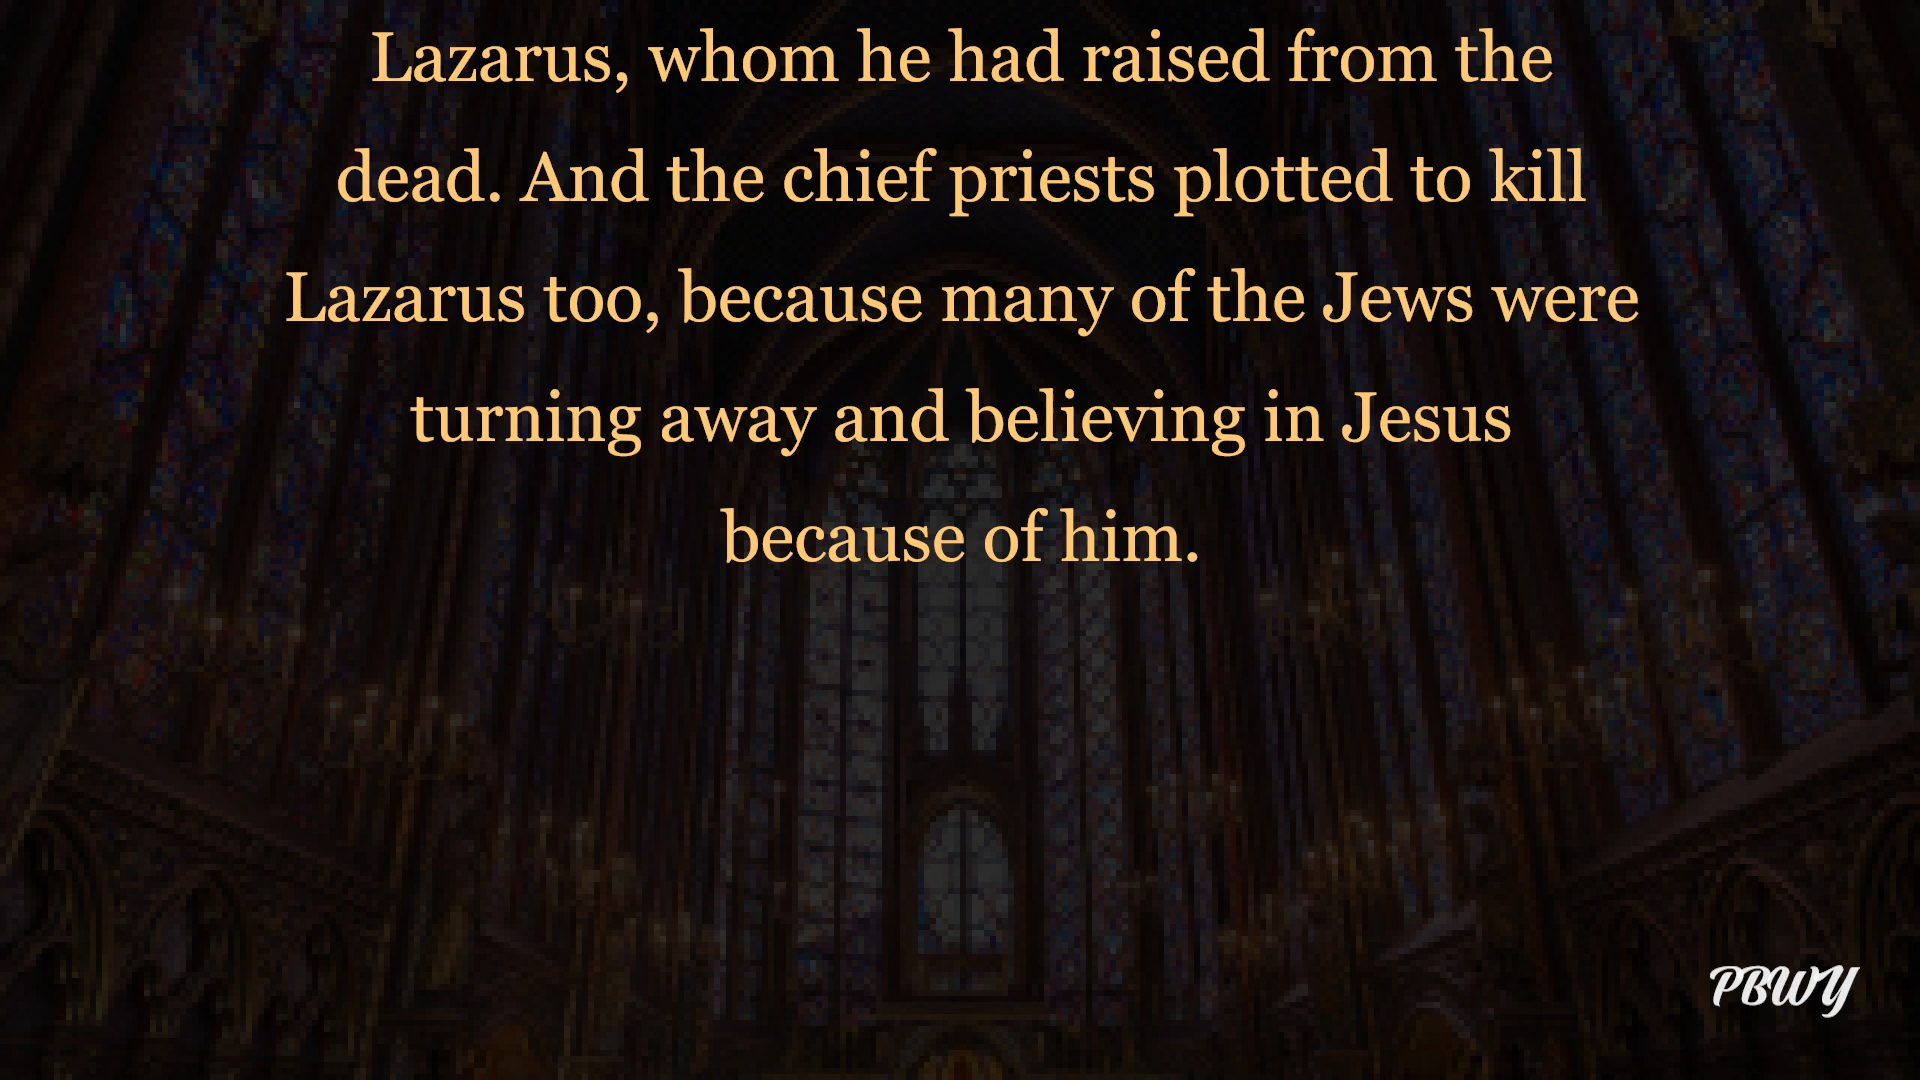 Lazarus, whom he had raised from the
dead. And the chief priests plotted to kill
Lazarus too, because many of the Jews were
turning away and believing in Jesus
because of him.
PBWY